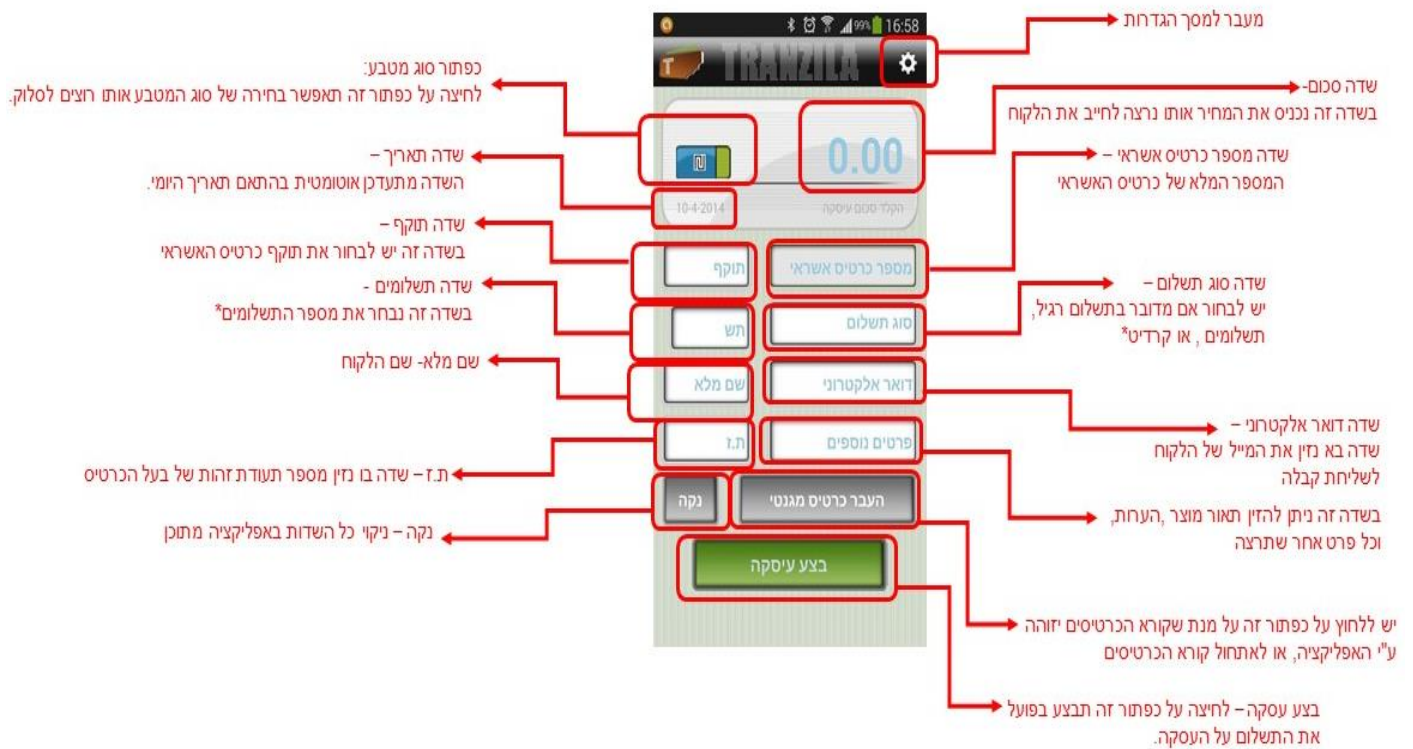 מעבר למסך הגדרות
כפתור סוג מטבע:
לחיצה על כפתור זה תאפשר בחירה של סוג המטבע אותו רוצים לסלוק.
שדה סכום-
בשדה זה נכניס את המחיר אותו נרצה לחייב את הלקוח
שדה תאריך –
השדה מתעדכן אוטומטית בהתאם תאריך היומי.
שדה מספר כרטיס אשראי –
המספר המלא של כרטיס האשראי
שדה תוקף –
בשדה זה יש לבחור את תוקף כרטיס האשראי
שדה תשלומים -
בשדה זה נבחר את מספר התשלומים*
שדה סוג תשלום –
יש לבחור אם מדובר בתשלום רגיל,
תשלומים , או קרדיט*
שם מלא- שם הלקוח
שדה דואר אלקטרוני –
שדה בא נזין את המייל של הלקוח
לשליחת קבלה
ת.ז – שדה בו נזין מספר תעודת זהות של בעל הכרטיס
בשדה זה ניתן להזין תאור מוצר ,הערות,
וכל פרט אחר שתרצה
נקה – ניקוי כל השדות באפליקציה מתוכן
יש ללחוץ על כפתור זה על מנת שקורא הכרטיסים יזוהה
ע"י האפליקציה, או לאתחול קורא הכרטיסים
בצע עסקה – לחיצה על כפתור זה תבצע בפועל
את התשלום על העסקה.
99% 16:58
T TRANZILA
₪ 0.00
הקלד סכום עיסקה 10-4-2014
מספר כרטיס אשראי תוקף
סוג תשלום תש
דואר אלקטרוני שם מלא
פרטים נוספים ת.ז
העבר כרטיס מגנטי נקה
בצע עיסקה